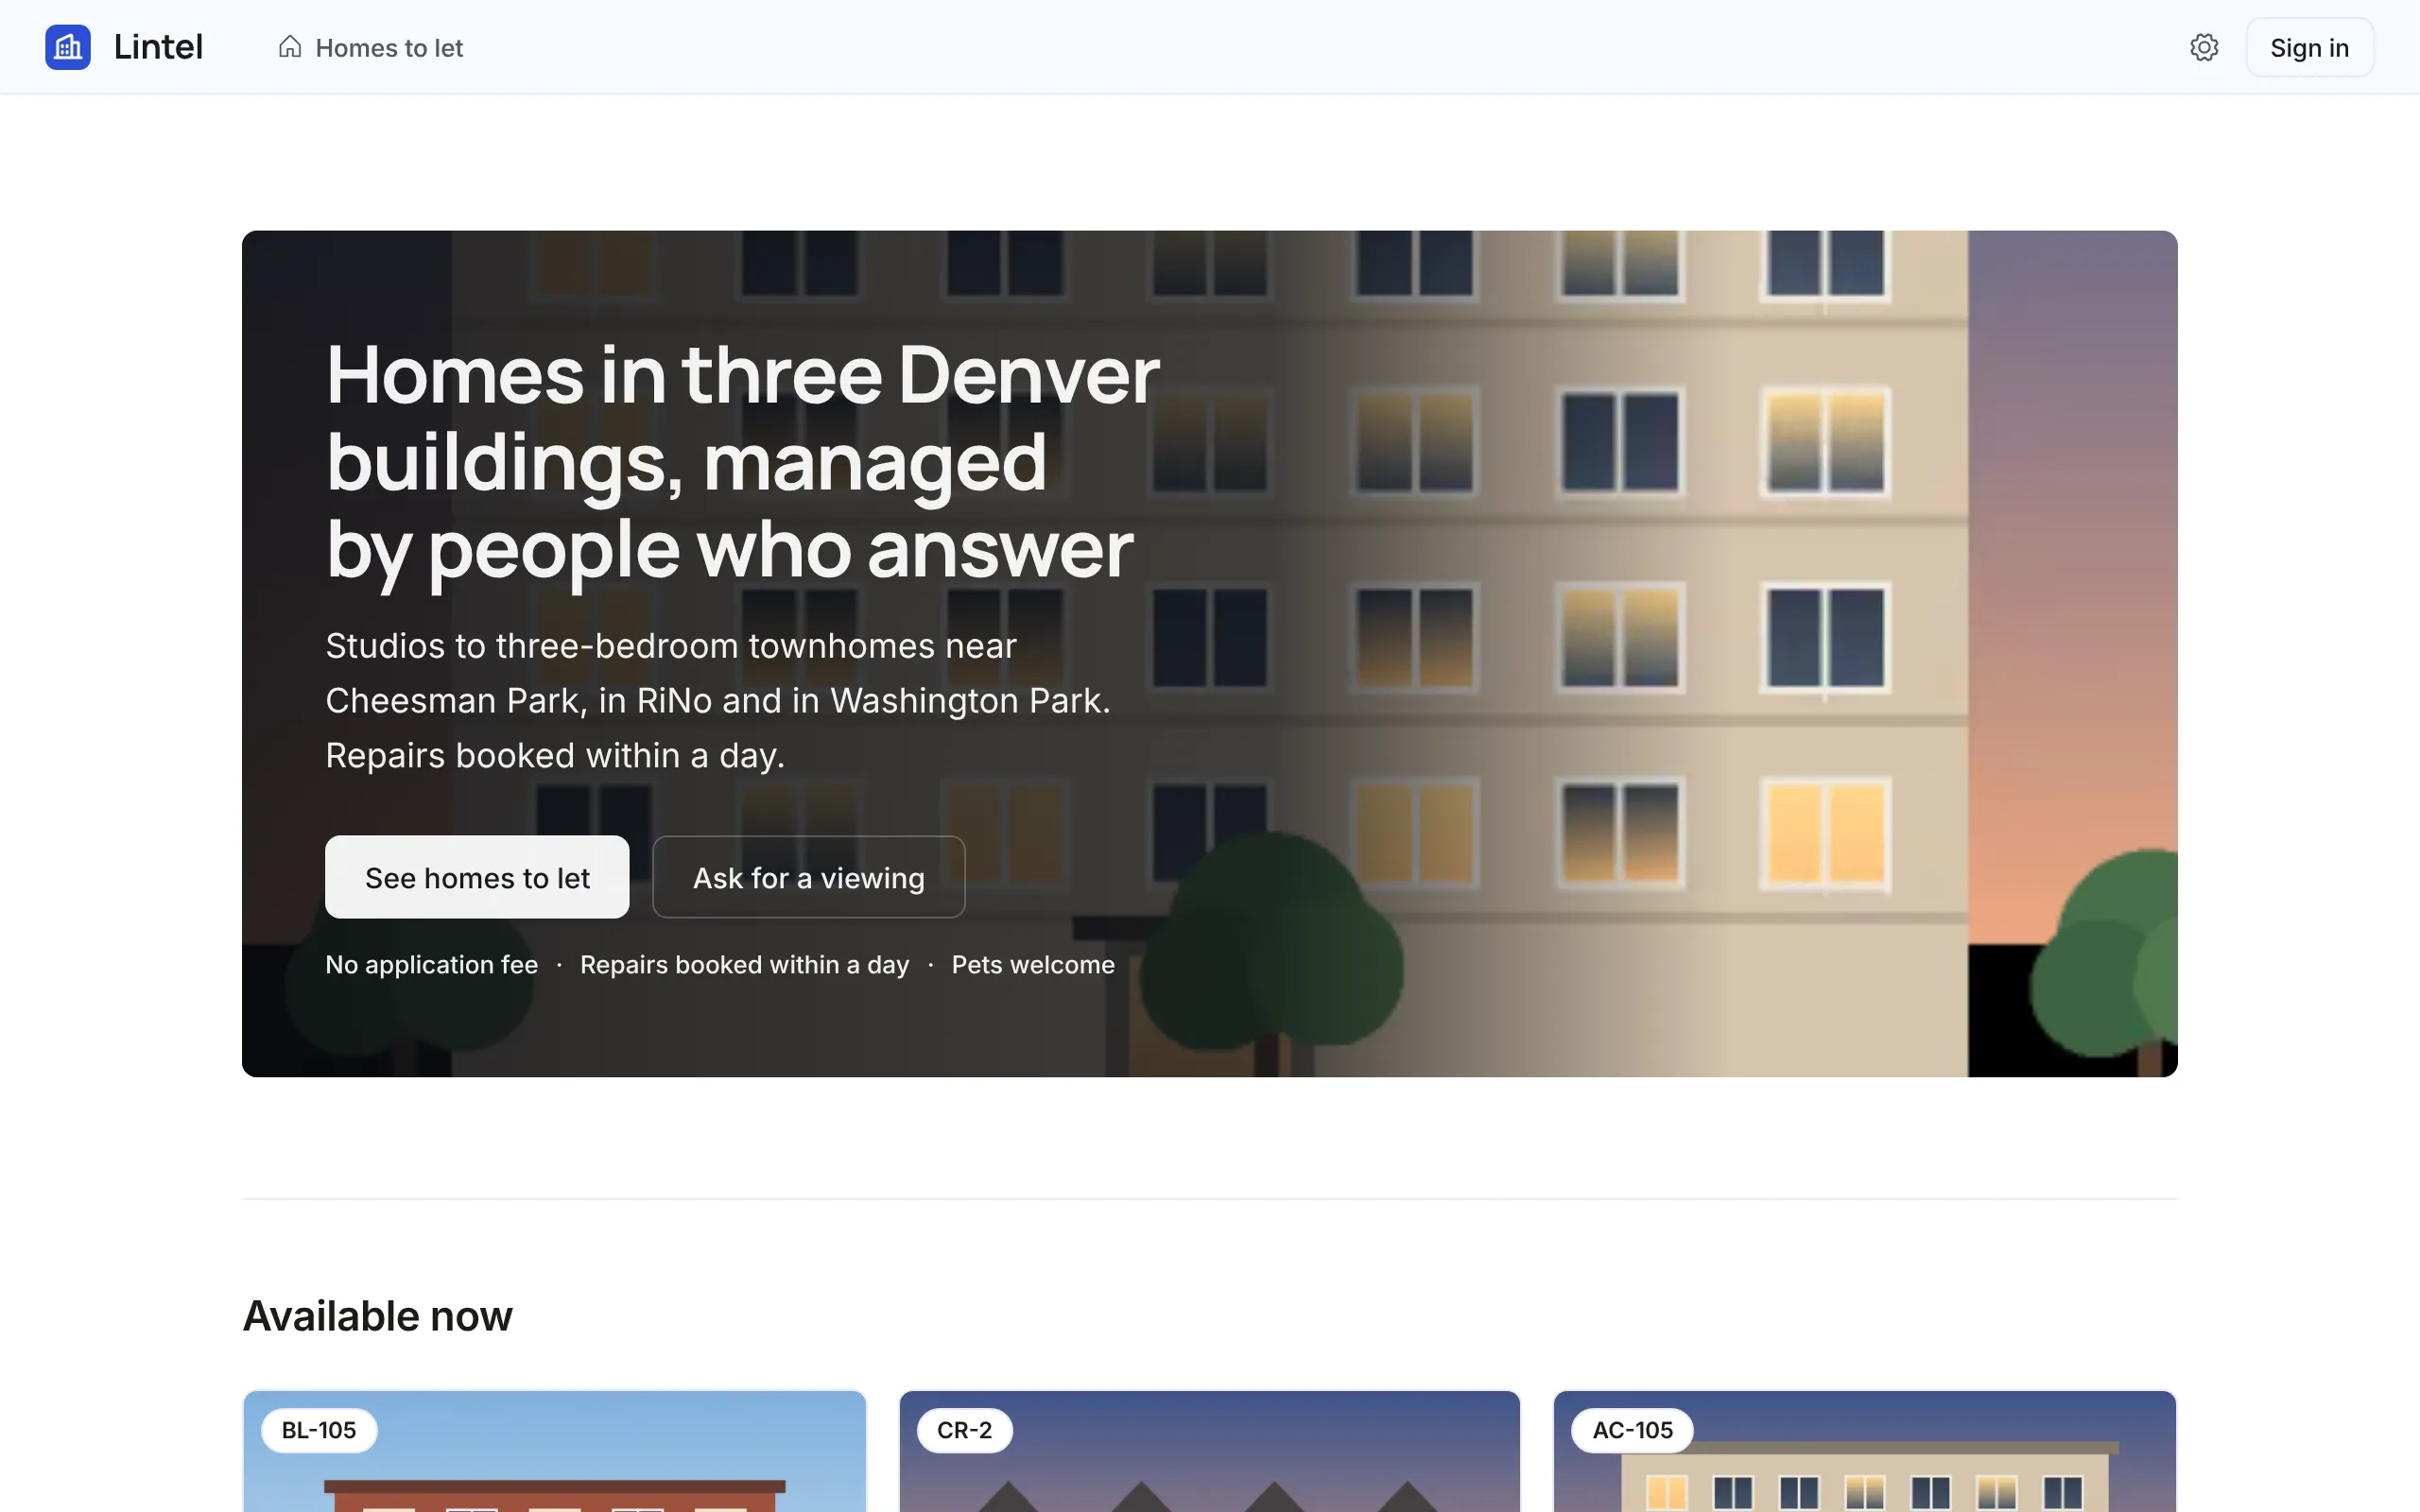 Lintel
Homes to let
Sign in
Homes in three Denver
buildings, managed
by people who answer
Studios to three-bedroom townhomes near
Cheesman Park, in RiNo and in Washington Park.
Repairs booked within a day.
See homes to let
Ask for a viewing
No application fee · Repairs booked within a day · Pets welcome
Available now
BL-105
CR-2
AC-105